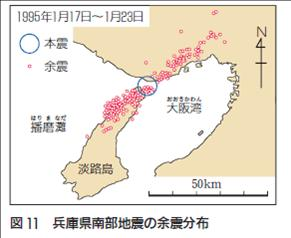 1995年1月17日～1月23日
本震
余震
N
はりまなだ
播磨灘
おおさかわん
大阪湾
淡路島
50km
図11 兵庫県南部地震の余震分布